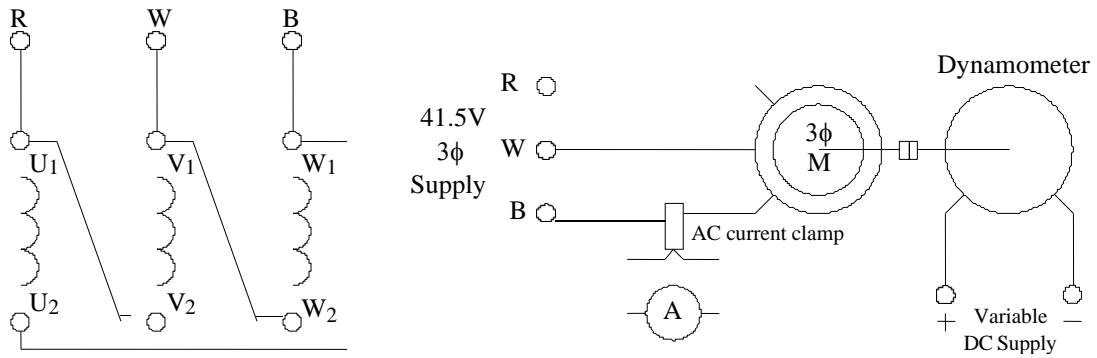 R W B
U1 V1 W1
U2 V2 W2
R
41.5V
3ϕ
Supply
W
B
3ϕ
M
Dynamometer
AC current clamp
A
+ Variable −
DC Supply